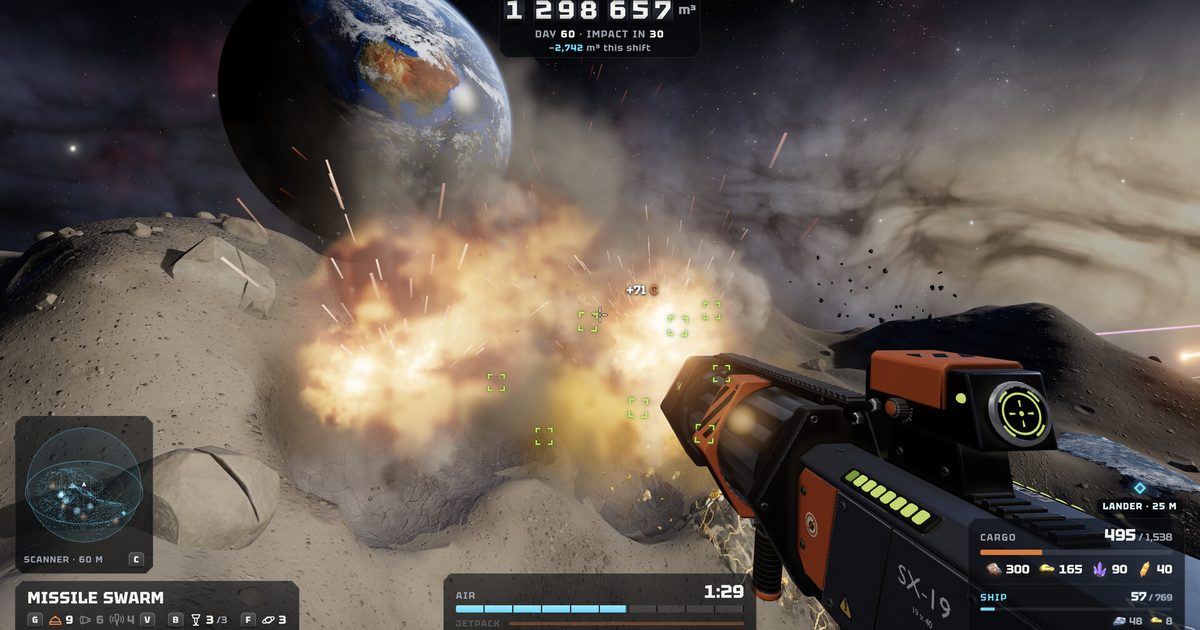 1 298 657 m³
DAY 60 · IMPACT IN 30
−2,742 m³ this shift
+71
LANDER · 25 M
CARGO 495 / 1,538
300 165 90 40
SHIP 57 / 769
48 8
SX-19
SCANNER · 60 M C
MISSILE SWARM
G 9 6 4 V B 3 /3 F 3
AIR 1:29
JETPACK